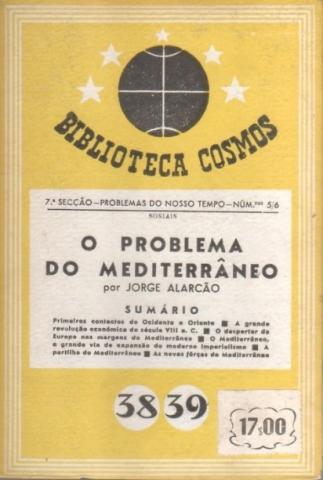 BIBLIOTECA COSMOS
7.ª SECÇÃO—PROBLEMAS DO NOSSO TEMPO—NÚM.ros 5/6
SOCIAIS
O PROBLEMA
DO MEDITERRÂNEO
por JORGE ALARCÃO
SUMÁRIO
Primeiros contactos do Ocidente e Oriente ■ A grande
revolução económica do século VIII a. C. ■ O despertar da
Europa nas margens do Mediterrâneo ■ O Mediterrâneo,
a grande via de expansão do moderno imperialismo ■ A
partilha do Mediterrâneo ■ As novas fôrças do Mediterrâneo
38 39
17$00